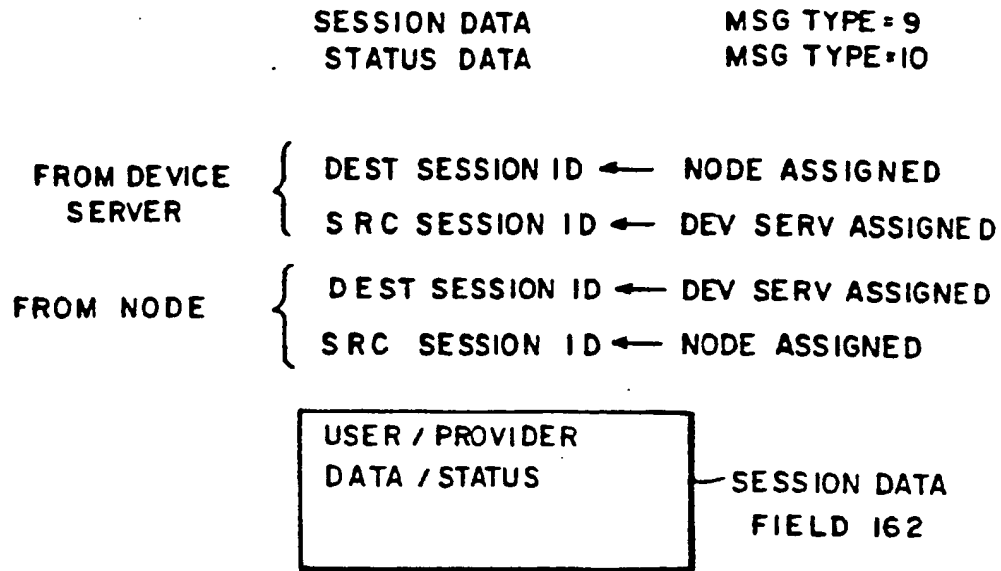 SESSION DATA MSG TYPE = 9
STATUS DATA MSG TYPE = 10
FROM DEVICE SERVER
DEST SESSION ID ← NODE ASSIGNED
SRC SESSION ID ← DEV SERV ASSIGNED
FROM NODE
DEST SESSION ID ← DEV SERV ASSIGNED
SRC SESSION ID ← NODE ASSIGNED
USER / PROVIDER
DATA / STATUS
SESSION DATA
FIELD 162